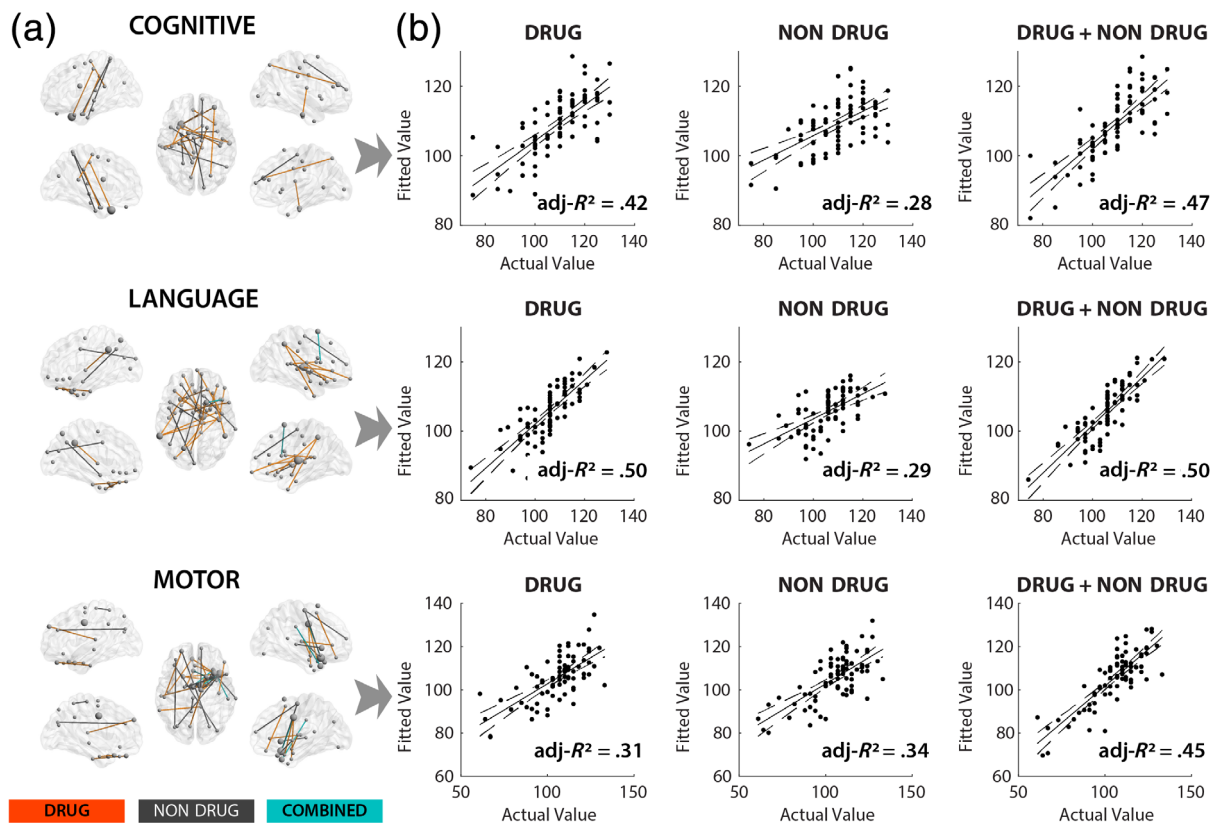 (a)
COGNITIVE
(b)
DRUG
NON DRUG
DRUG + NON DRUG
Fitted Value
120
100
80
adj-R² = .42
80 100 120 140
Actual Value
Fitted Value
120
100
80
adj-R² = .28
80 100 120 140
Actual Value
Fitted Value
120
100
80
adj-R² = .47
80 100 120 140
Actual Value
LANGUAGE
DRUG
NON DRUG
DRUG + NON DRUG
Fitted Value
120
100
80
adj-R² = .50
80 100 120 140
Actual Value
Fitted Value
120
100
80
adj-R² = .29
80 100 120 140
Actual Value
Fitted Value
120
100
80
adj-R² = .50
80 100 120 140
Actual Value
MOTOR
DRUG
NON DRUG
DRUG + NON DRUG
Fitted Value
140
120
100
80
60
adj-R² = .31
50 100 150
Actual Value
Fitted Value
140
120
100
80
60
adj-R² = .34
50 100 150
Actual Value
Fitted Value
140
120
100
80
60
adj-R² = .45
50 100 150
Actual Value
DRUG
NON DRUG
COMBINED